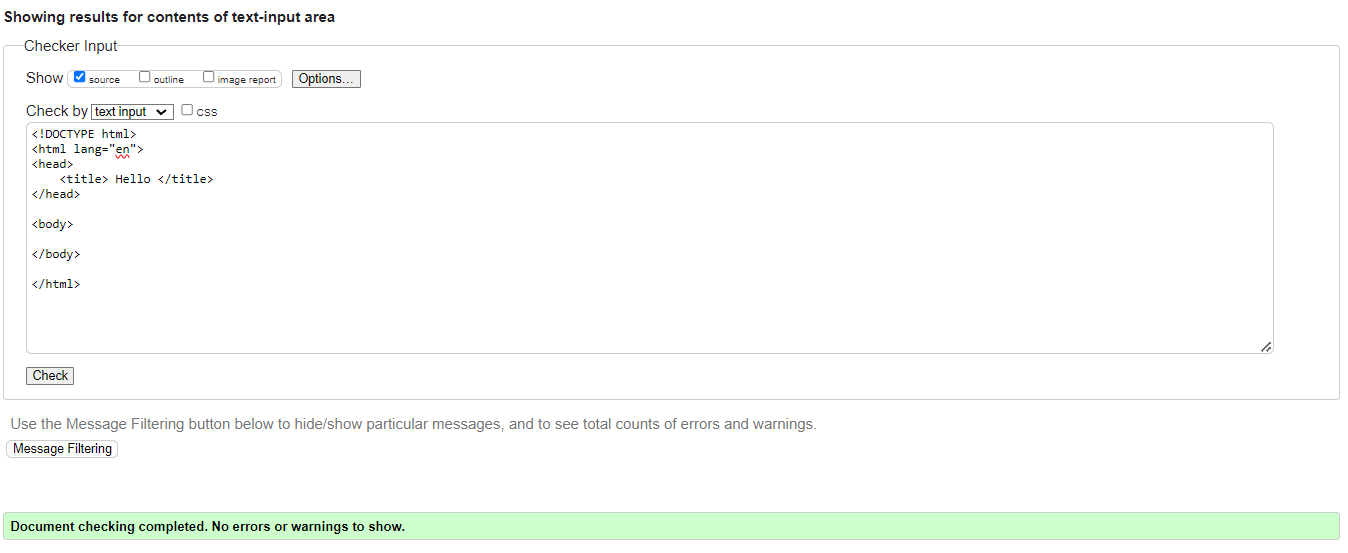 Showing results for contents of text-input area
Checker Input
Show source outline image report Options...
Check by text input css
<!DOCTYPE html>
<html lang="en">
<head>
    <title> Hello </title>
</head>
<body>
</body>
</html>
Check
Use the Message Filtering button below to hide/show particular messages, and to see total counts of errors and warnings.
Message Filtering
Document checking completed. No errors or warnings to show.